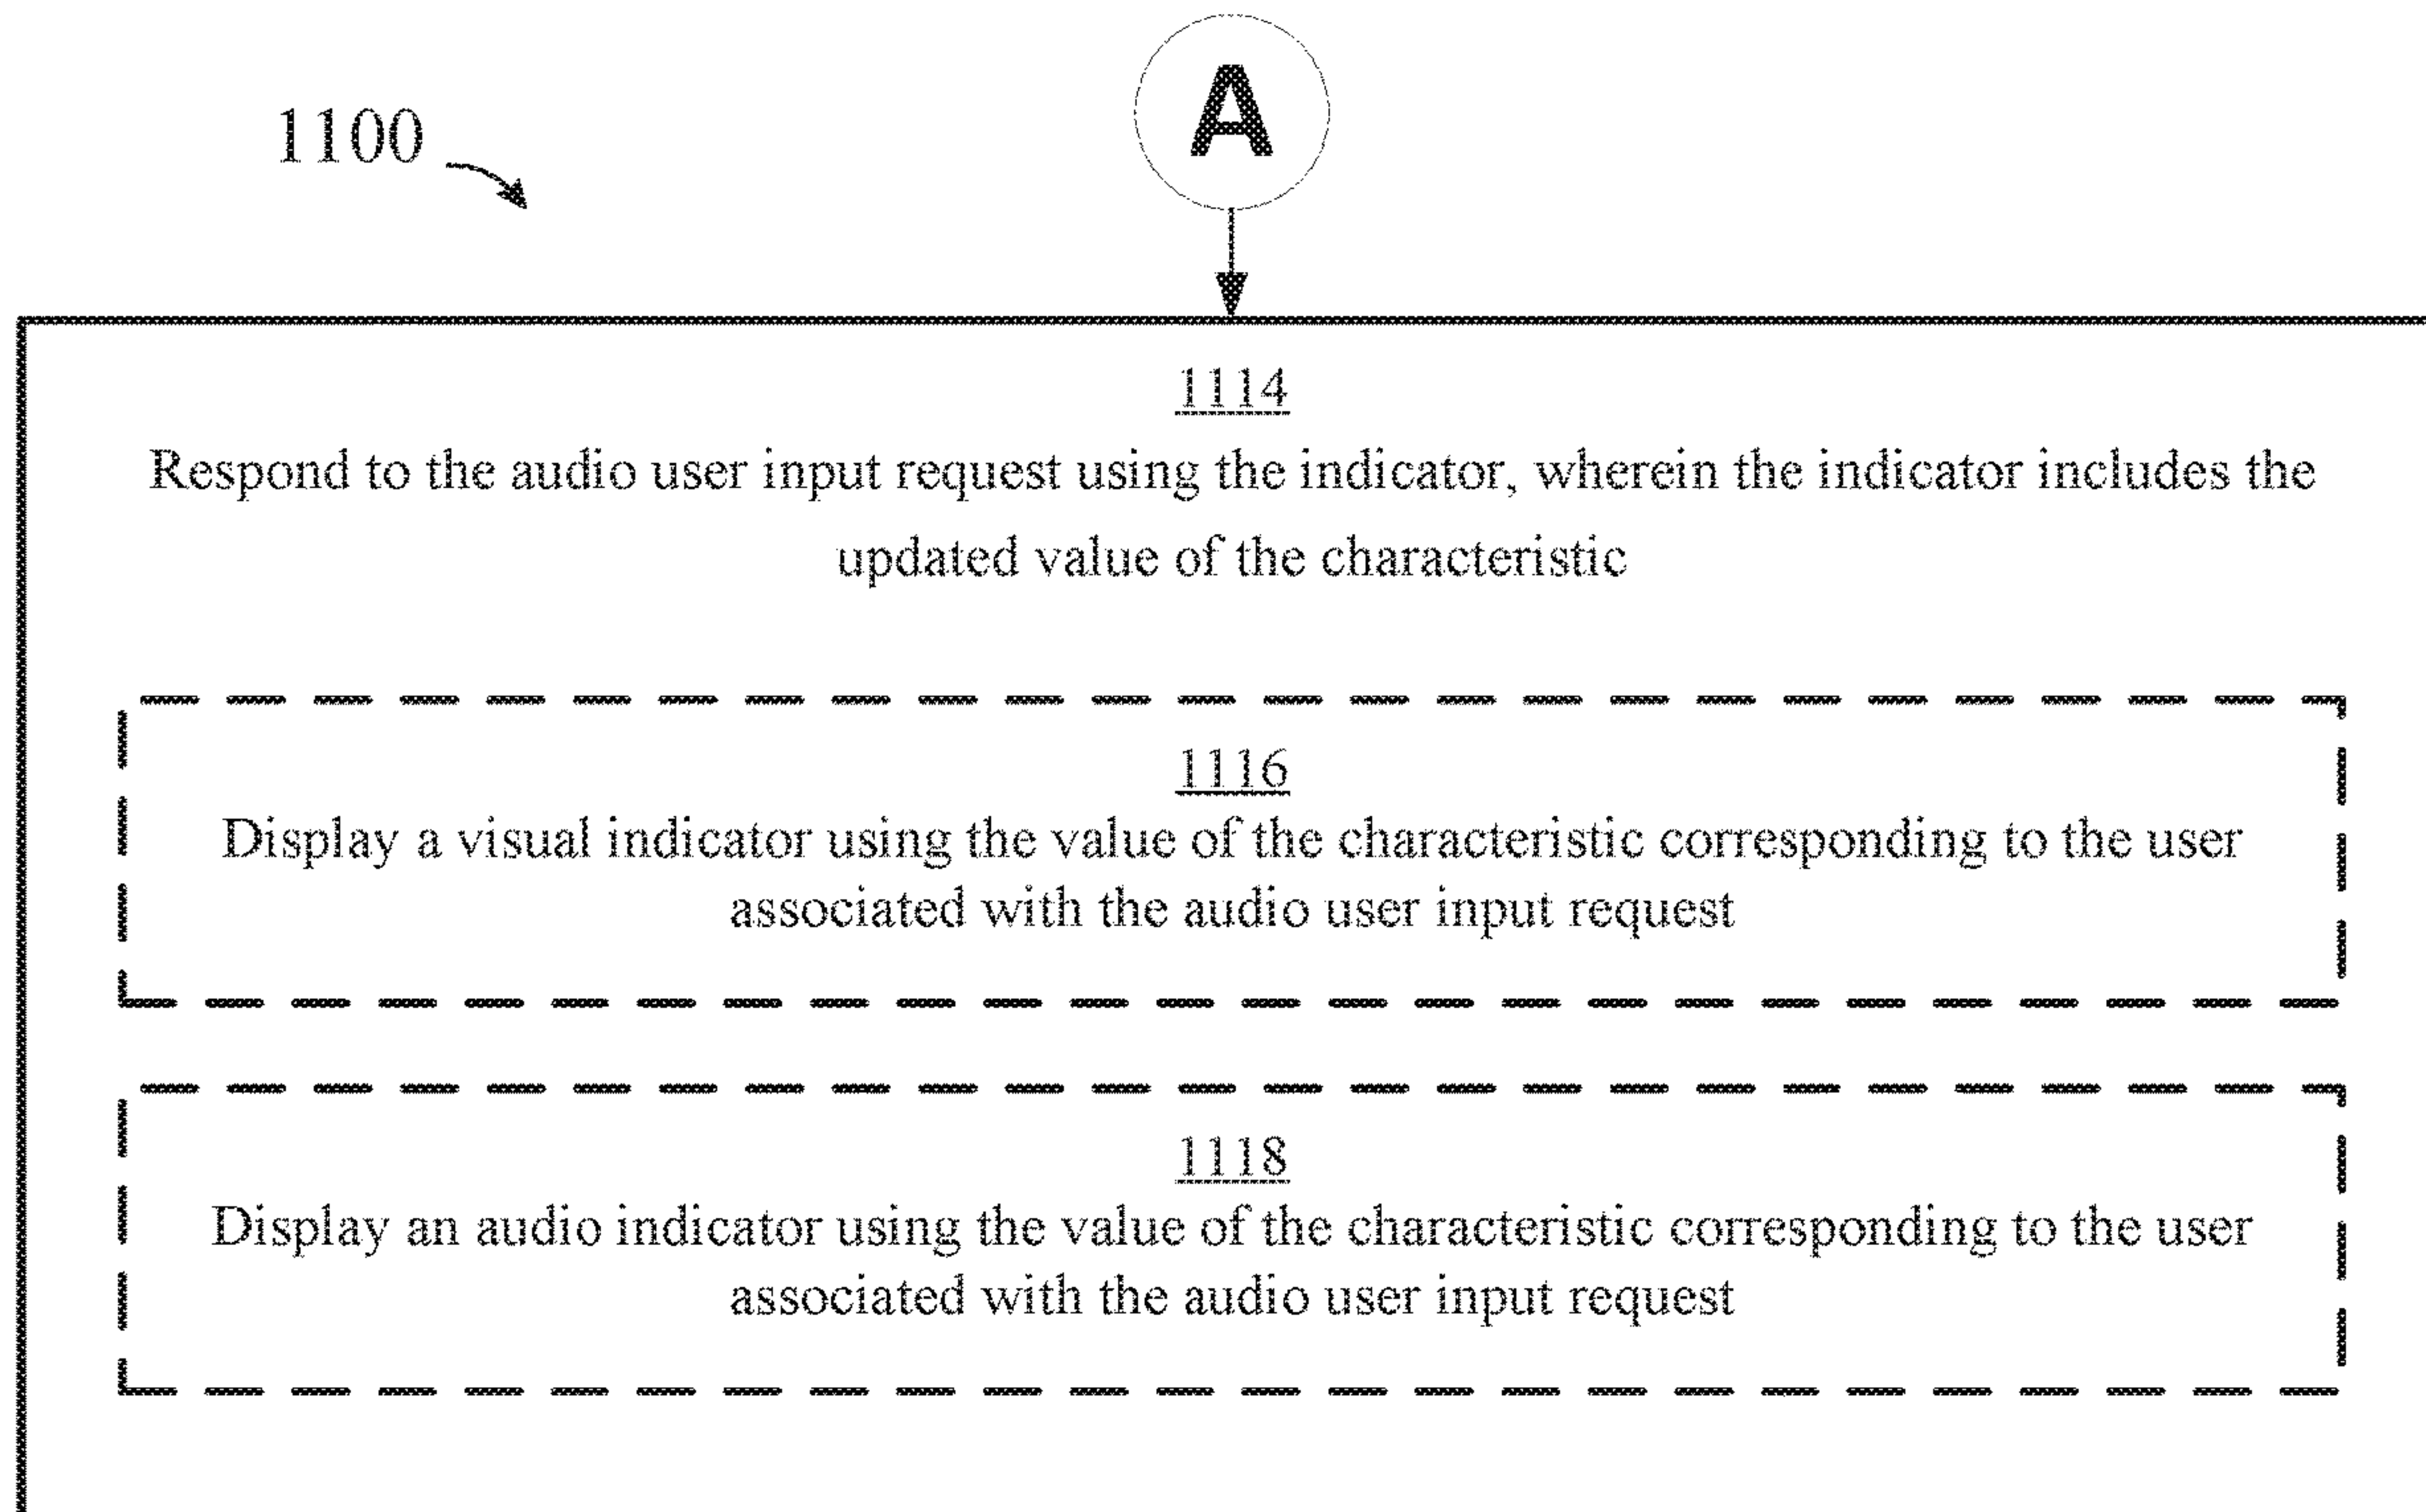 A
1100
1114
Respond to the audio user input request using the indicator, wherein the indicator includes the
updated value of the characteristic
1116
Display a visual indicator using the value of the characteristic corresponding to the user
associated with the audio user input request
1118
Display an audio indicator using the value of the characteristic corresponding to the user
associated with the audio user input request